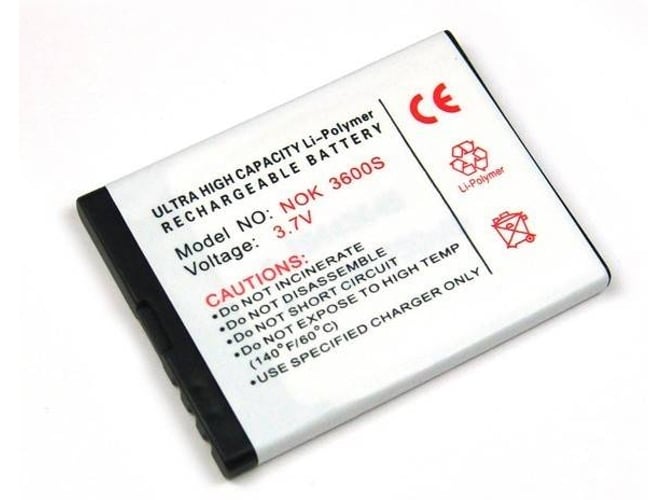 ULTRA HIGH CAPACITY Li-Polymer
RECHARGEABLE BATTERY
Model NO: NOK 3600S
Voltage: 3.7V
CAUTIONS:
•DO NOT INCINERATE
•DO NOT DISASSEMBLE
•DO NOT SHORT CIRCUIT
•DO NOT EXPOSE TO HIGH TEMP
(140°F/60°C)
•USE SPECIFIED CHARGER ONLY
CE
Li-Polymer